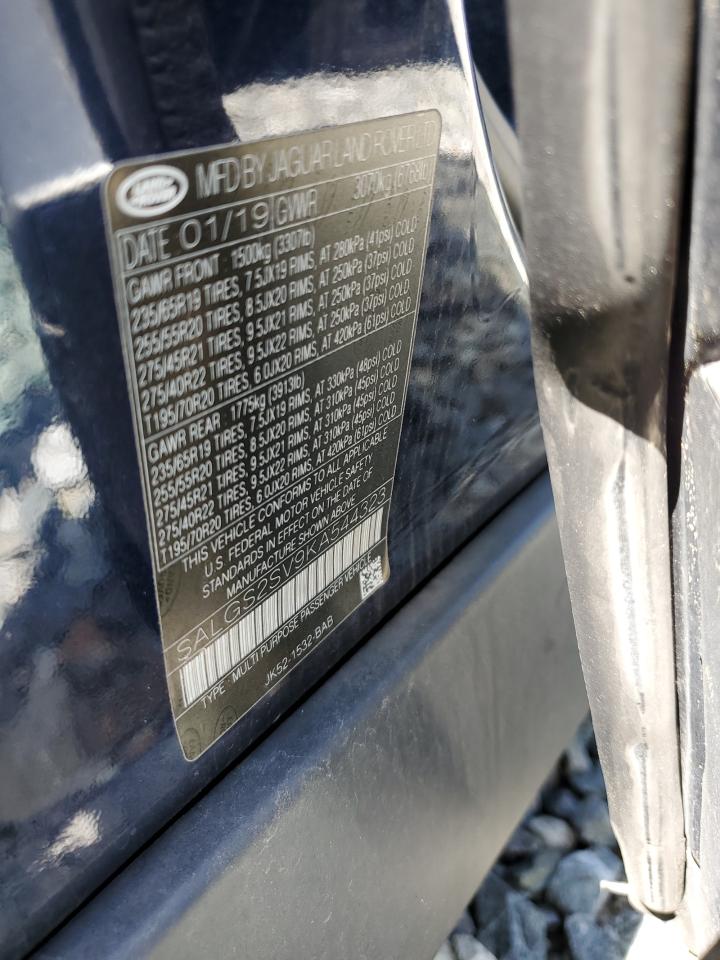 LAND ROVER
MFD BY JAGUAR LAND ROVER LTD
DATE 01/19 GVWR 3070kg (6768lb)
GAWR FRONT 1500kg (3307lb)
235/65R19 TIRES, 7.5JX19 RIMS, AT 280kPa (41psi) COLD
255/55R20 TIRES, 8.5JX20 RIMS, AT 250kPa (37psi) COLD
275/45R21 TIRES, 9.5JX21 RIMS, AT 250kPa (37psi) COLD
275/40R22 TIRES, 9.5JX22 RIMS, AT 250kPa (37psi) COLD
T195/70R20 TIRES, 6.0JX20 RIMS, AT 420kPa (61psi) COLD
GAWR REAR 1775kg (3913lb)
235/65R19 TIRES, 7.5JX19 RIMS, AT 330kPa (48psi) COLD
255/55R20 TIRES, 8.5JX20 RIMS, AT 310kPa (45psi) COLD
275/45R21 TIRES, 9.5JX21 RIMS, AT 310kPa (45psi) COLD
275/40R22 TIRES, 9.5JX22 RIMS, AT 310kPa (45psi) COLD
T195/70R20 TIRES, 6.0JX20 RIMS, AT 420kPa (61psi) COLD
THIS VEHICLE CONFORMS TO ALL APPLICABLE
U.S. FEDERAL MOTOR VEHICLE SAFETY
STANDARDS IN EFFECT ON THE DATE OF
MANUFACTURE SHOWN ABOVE
SALGS2SV9KA544323
TYPE : MULTI PURPOSE PASSENGER VEHICLE
JK52-1532-BAB